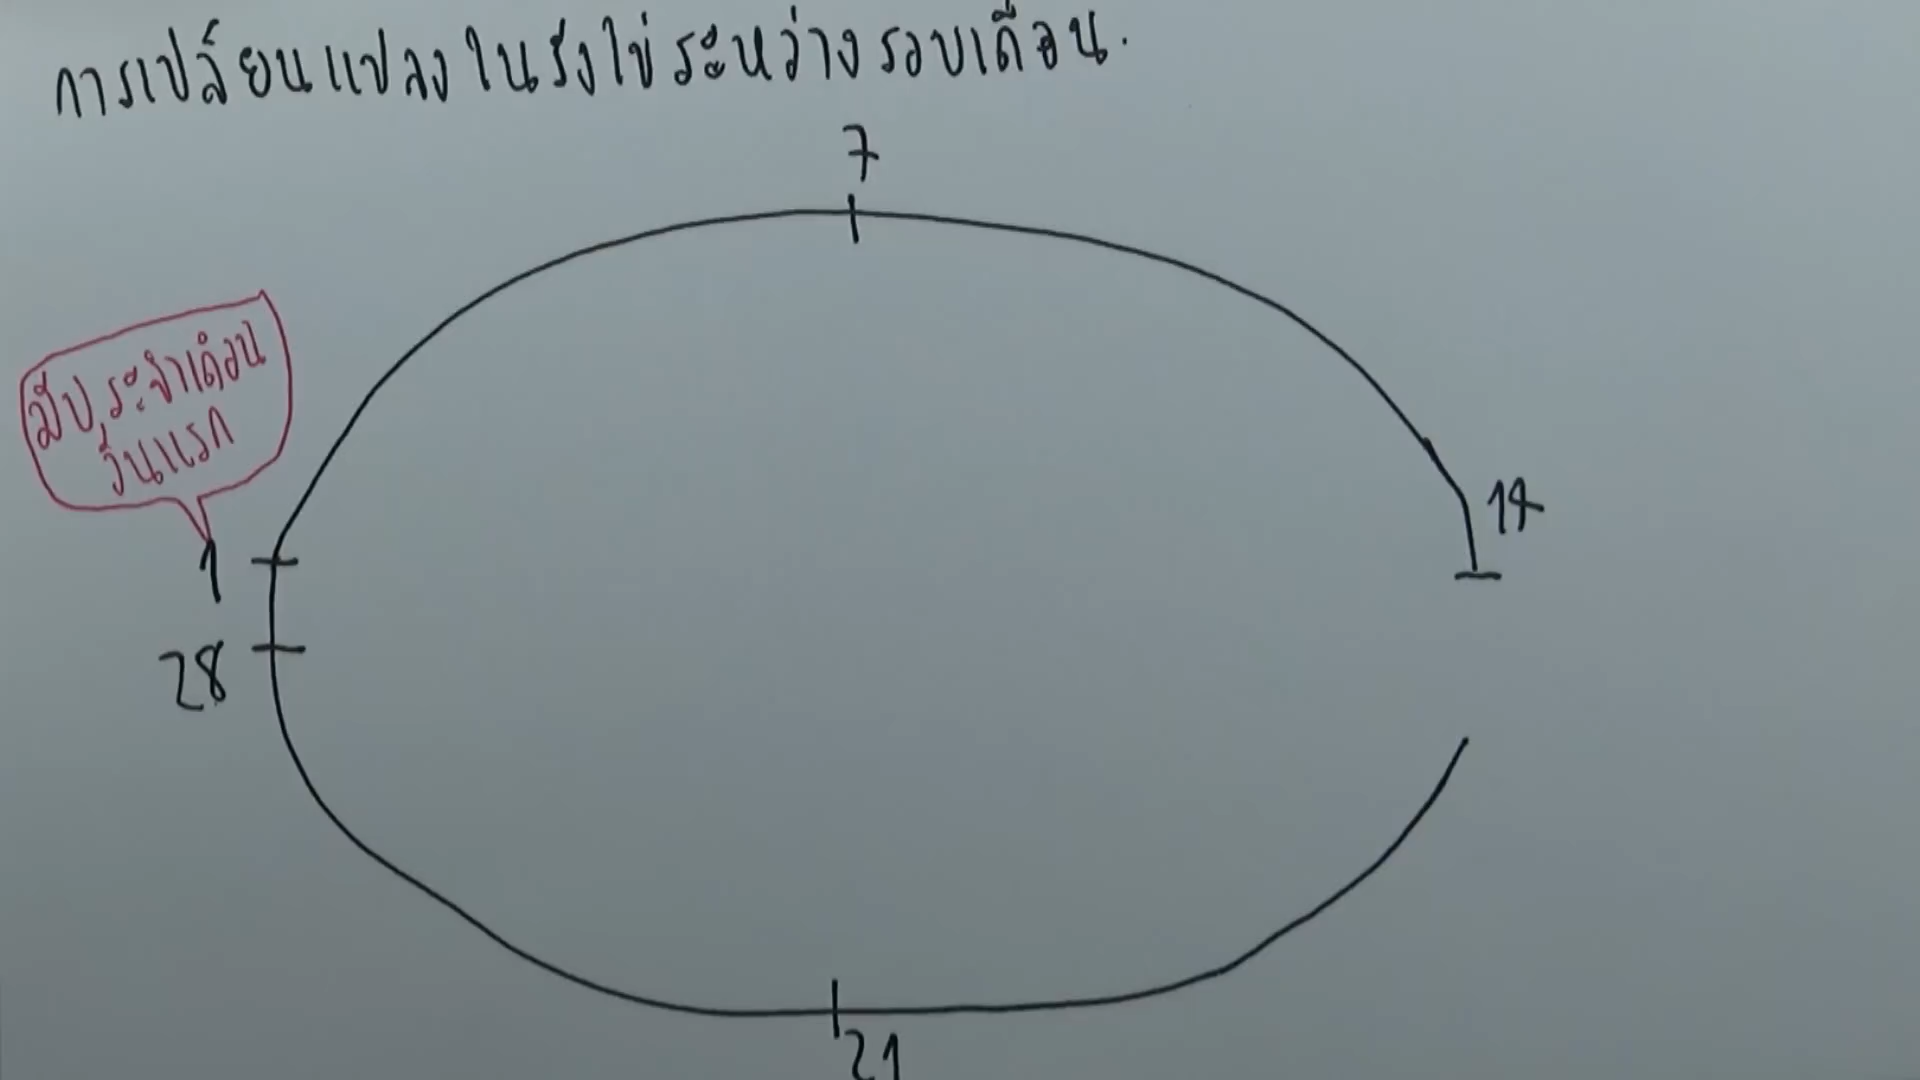 การเปลี่ยนแปลงในรังไข่ระหว่างรอบเดือน.
7
มีประจำเดือน
วันแรก
14
1
28
21